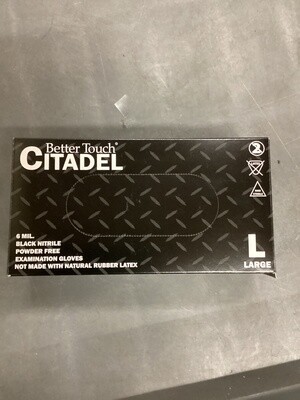 Better Touch®
CITADEL
6 MIL.
BLACK NITRILE
POWDER FREE
EXAMINATION GLOVES
NOT MADE WITH NATURAL RUBBER LATEX
L
LARGE